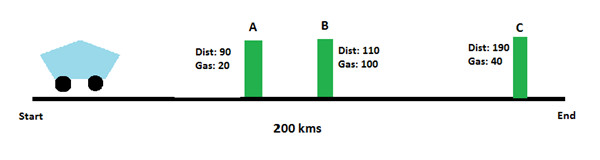 A
Dist: 90
Gas: 20
B
Dist: 110
Gas: 100
C
Dist: 190
Gas: 40
Start
200 kms
End